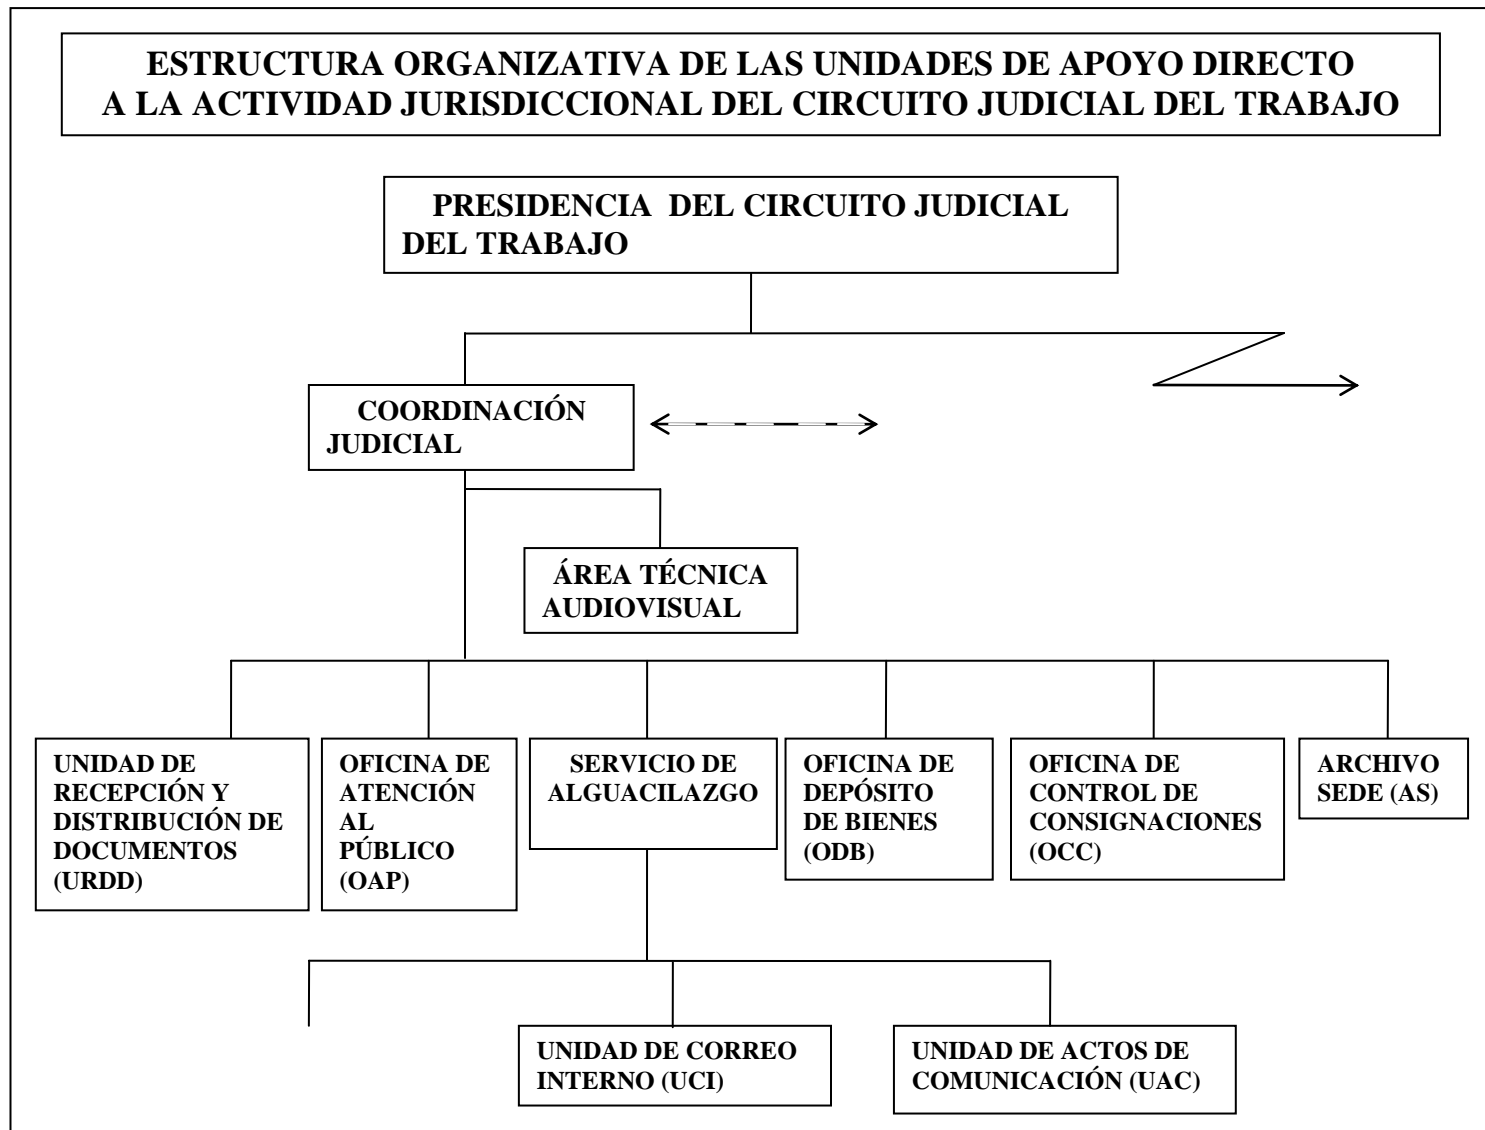 ESTRUCTURA ORGANIZATIVA DE LAS UNIDADES DE APOYO DIRECTO
A LA ACTIVIDAD JURISDICCIONAL DEL CIRCUITO JUDICIAL DEL TRABAJO
PRESIDENCIA DEL CIRCUITO JUDICIAL
DEL TRABAJO
COORDINACIÓN
JUDICIAL
ÁREA TÉCNICA
AUDIOVISUAL
UNIDAD DE
RECEPCIÓN Y
DISTRIBUCIÓN DE
DOCUMENTOS
(URDD)
OFICINA DE
ATENCIÓN
AL
PÚBLICO
(OAP)
SERVICIO DE
ALGUACILAZGO
OFICINA DE
DEPÓSITO
DE BIENES
(ODB)
OFICINA DE
CONTROL DE
CONSIGNACIONES
(OCC)
ARCHIVO
SEDE (AS)
UNIDAD DE CORREO
INTERNO (UCI)
UNIDAD DE ACTOS DE
COMUNICACIÓN (UAC)